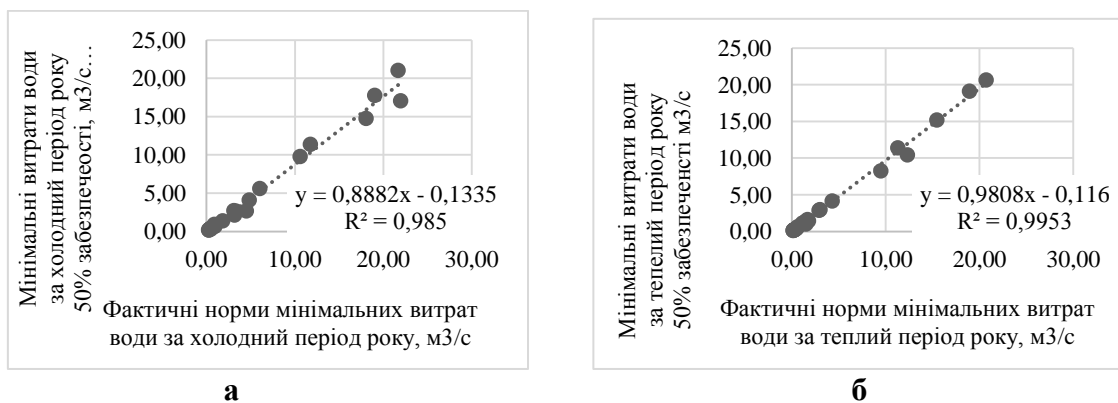 Мінімальні витрати води
за холодний період року
50% забезпечеості, м3/с…
25,00
20,00
15,00
10,00
5,00
0,00
y = 0,8882x - 0,1335
R² = 0,985
0,00 10,00 20,00 30,00
Фактичні норми мінімальних витрат
води за холодний період року, м3/с
а
Мінімальні витрати води
за тепелий період року
50% забезпеченсті м3/с
25,00
20,00
15,00
10,00
5,00
0,00
y = 0,9808x - 0,116
R² = 0,9953
0,00 10,00 20,00 30,00
Фактичні норми мінімальних витрат
води за теплий період року, м3/с
б